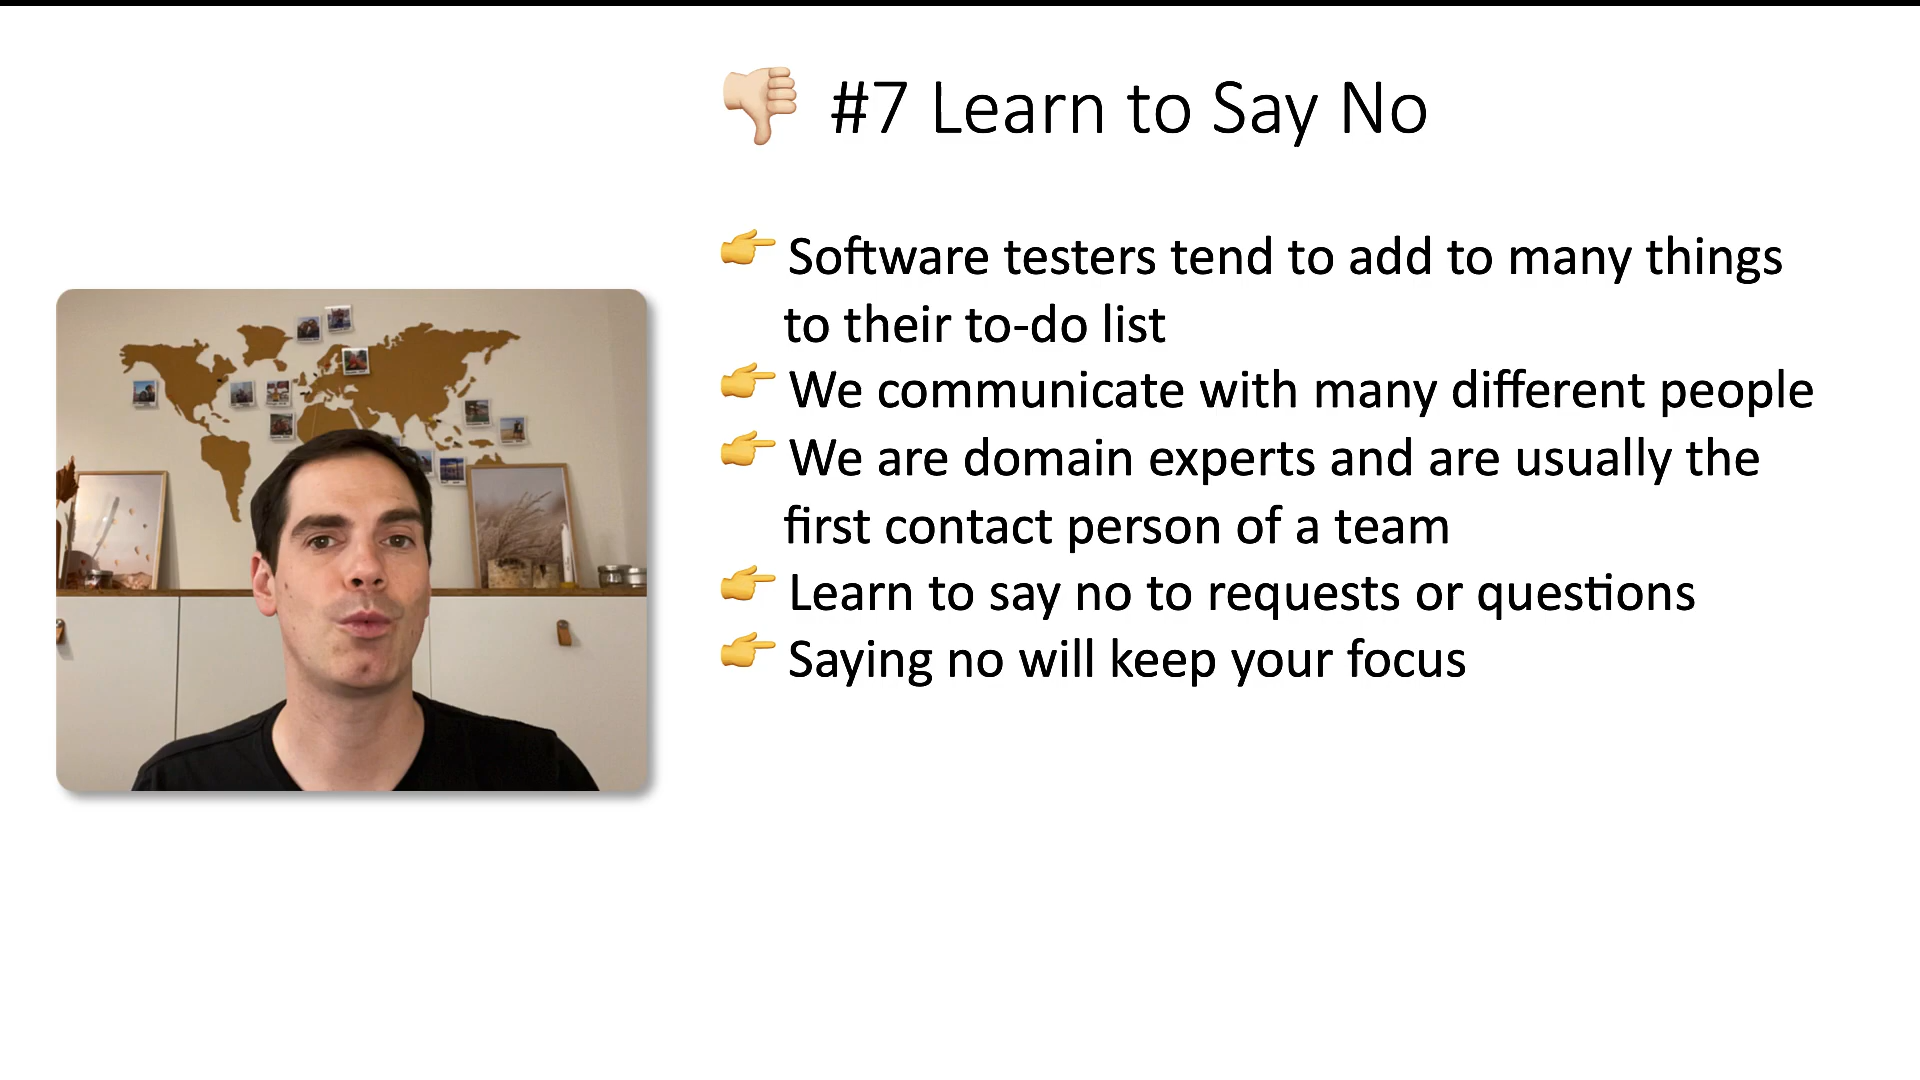 👎🏻 #7 Learn to Say No
👉 Software testers tend to add to many things
to their to-do list
👉 We communicate with many different people
👉 We are domain experts and are usually the
first contact person of a team
👉 Learn to say no to requests or questions
👉 Saying no will keep your focus